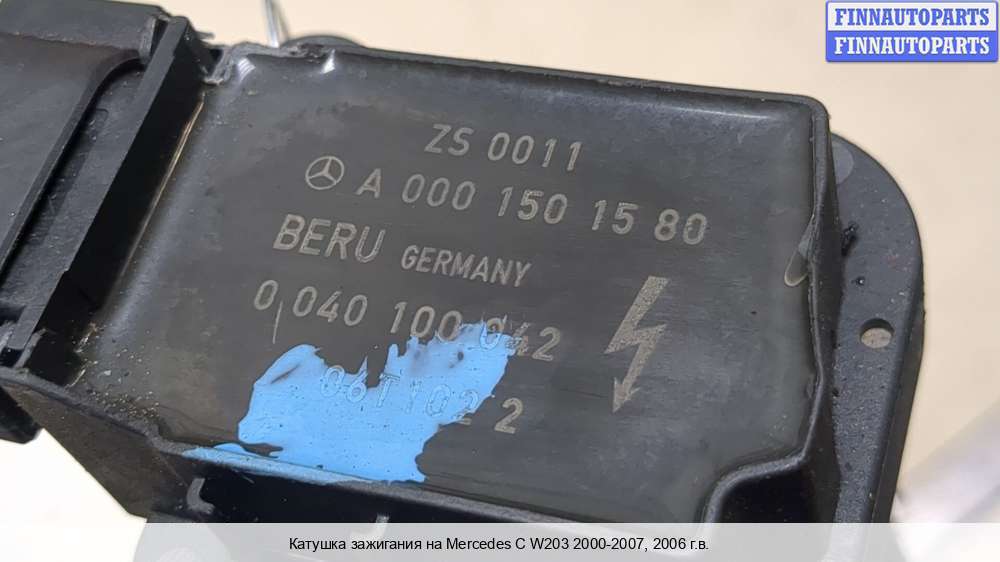 FINNAUTOPARTS
FINNAUTOPARTS
ZS 0011
A 000 150 15 80
BERU GERMANY
0 040 100 042
06T102 2
Катушка зажигания на Mercedes C W203 2000-2007, 2006 г.в.